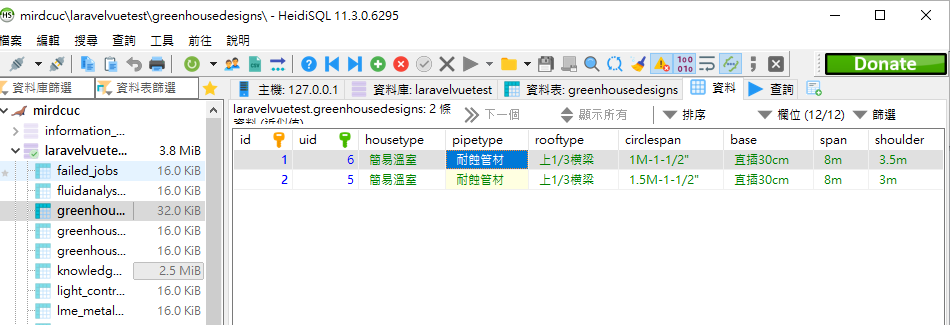 mirdcuc\laravelvuetest\greenhousedesigns\ - HeidiSQL 11.3.0.6295
檔案 編輯 搜尋 查詢 工具 前往 說明
Donate
資料庫篩選 資料表篩選 主機: 127.0.0.1 資料庫: laravelvuetest 資料表: greenhousedesigns 資料 查詢
mirdcuc
information_...
laravelvuete... 3.8 MiB
failed_jobs 16.0 KiB
fluidanalys... 16.0 KiB
greenhou... 32.0 KiB
greenhous... 16.0 KiB
greenhous... 16.0 KiB
knowledg... 2.5 MiB
light_contr... 16.0 KiB
lme_metal... 16.0 KiB
laravelvuetest.greenhousedesigns: 2 條
資料 (近似值) 下一個 顯示所有 排序 欄位 (12/12) 篩選
id uid housetype pipetype rooftype circlespan base span shoulder
1 6 簡易溫室 耐蝕管材 上1/3橫梁 1M-1-1/2" 直插30cm 8m 3.5m
2 5 簡易溫室 耐蝕管材 上1/3橫梁 1.5M-1-1/2" 直插30cm 8m 3m